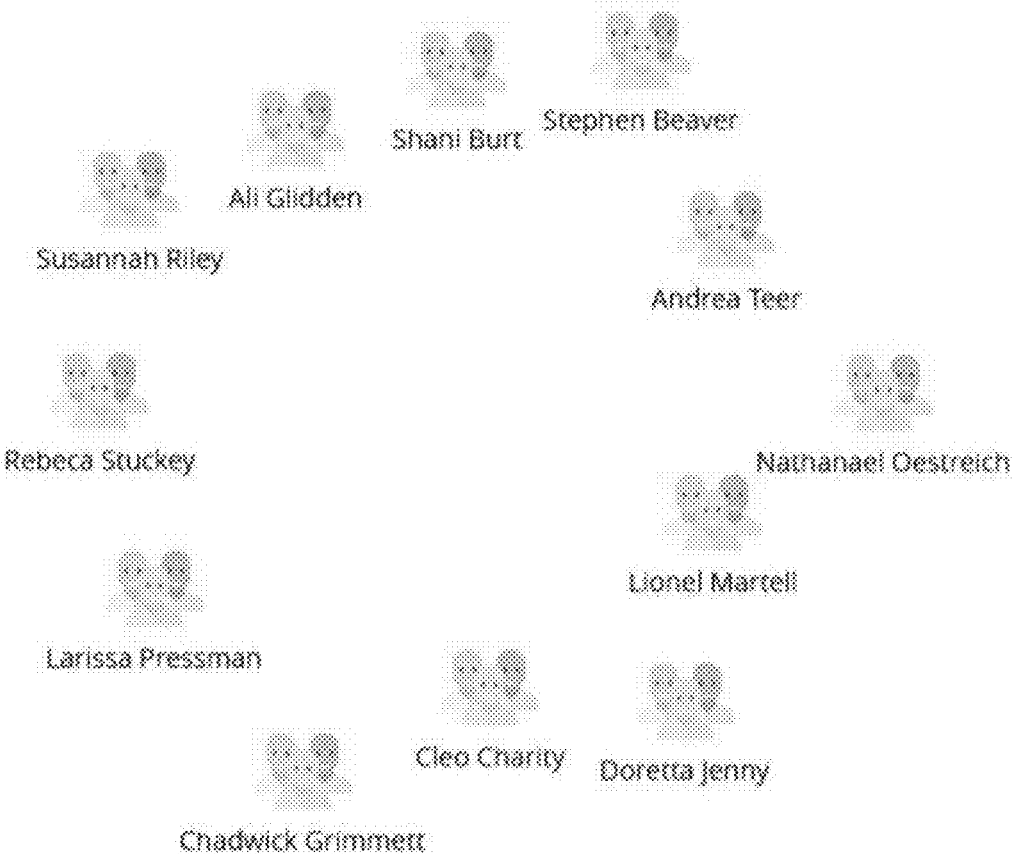 Stephen Beaver
Shani Burt
Ali Glidden
Susannah Riley
Andrea Teer
Rebeca Stuckey
Nathanael Oestreich
Lionel Martell
Larissa Pressman
Cleo Charity
Doretta Jenny
Chadwick Grimmett